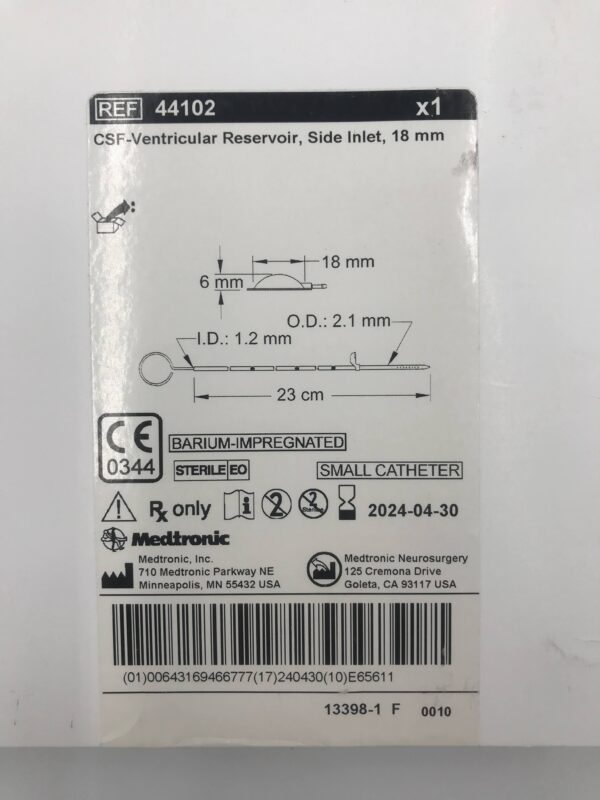 REF 44102 x1
CSF-Ventricular Reservoir, Side Inlet, 18 mm
18 mm
6 mm
O.D.: 2.1 mm
I.D.: 1.2 mm
23 cm
CE
0344
BARIUM-IMPREGNATED
STERILE EO
SMALL CATHETER
Rx only
2
2
2024-04-30
Medtronic
Medtronic, Inc.
710 Medtronic Parkway NE
Minneapolis, MN 55432 USA
Medtronic Neurosurgery
125 Cremona Drive
Goleta, CA 93117 USA
(01)00643169466777(17)240430(10)E65611
13398-1 F 0010